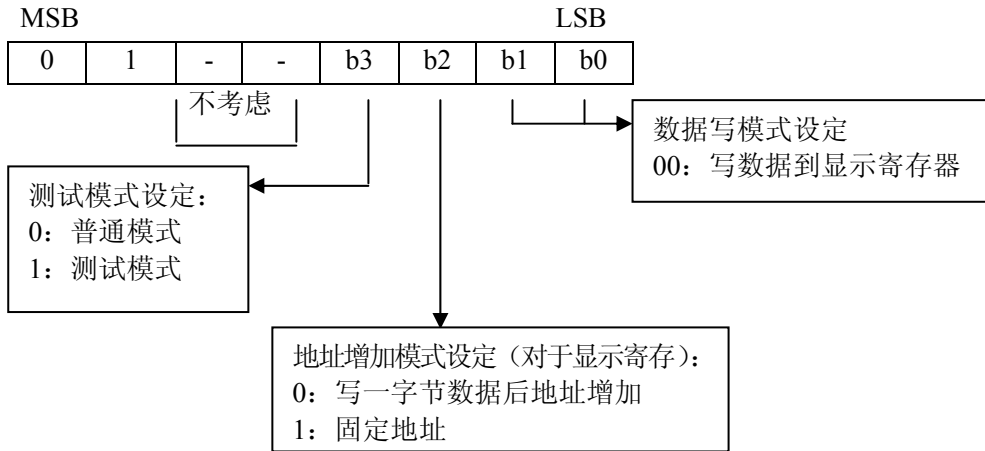 MSB LSB
0 1 - - b3 b2 b1 b0
不考虑
数据写模式设定
00：写数据到显示寄存器
测试模式设定：
0：普通模式
1：测试模式
地址增加模式设定（对于显示寄存）：
0：写一字节数据后地址增加
1：固定地址